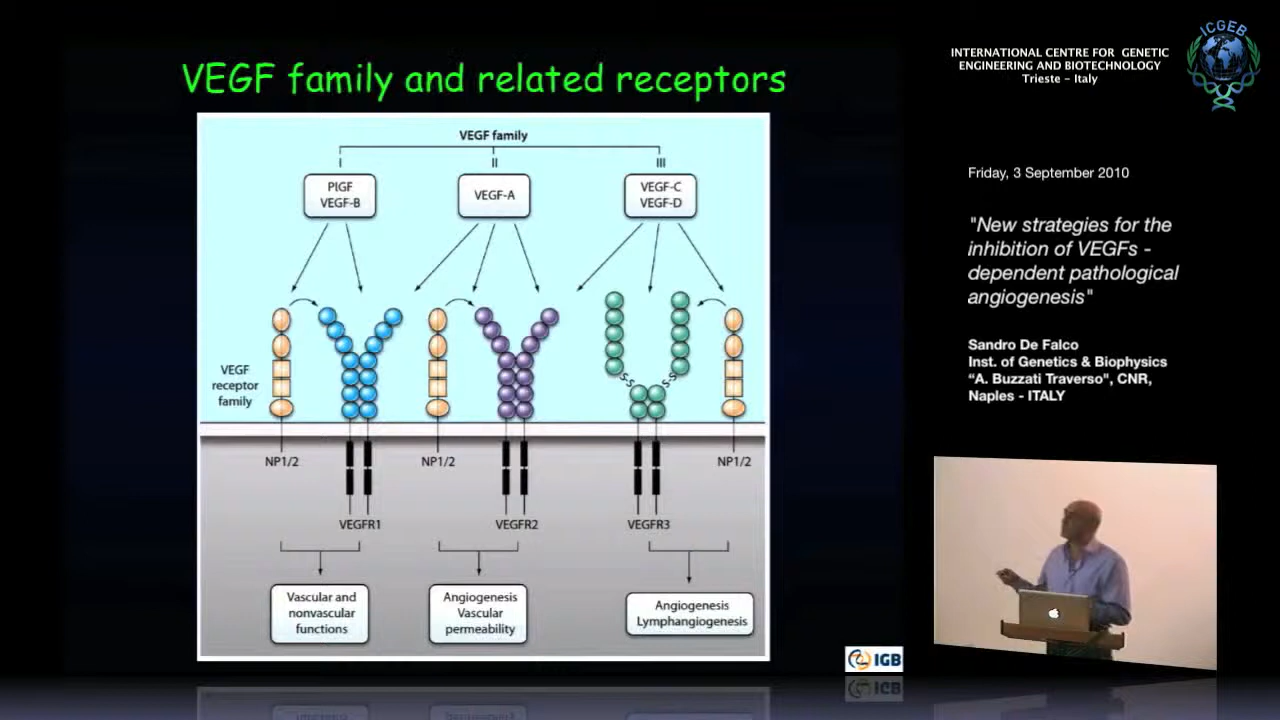 VEGF family and related receptors
VEGF family
I
II
III
PlGF
VEGF-B
VEGF-A
VEGF-C
VEGF-D
VEGF
receptor
family
S-S
S-S
NP1/2
NP1/2
NP1/2
VEGFR1
VEGFR2
VEGFR3
Vascular and
nonvascular
functions
Angiogenesis
Vascular
permeability
Angiogenesis
Lymphangiogenesis
IGB
INTERNATIONAL CENTRE FOR GENETIC
ENGINEERING AND BIOTECHNOLOGY
Trieste - Italy
ICGEB
Friday, 3 September 2010
"New strategies for the
inhibition of VEGFs -
dependent pathological
angiogenesis"
Sandro De Falco
Inst. of Genetics & Biophysics
“A. Buzzati Traverso", CNR,
Naples - ITALY